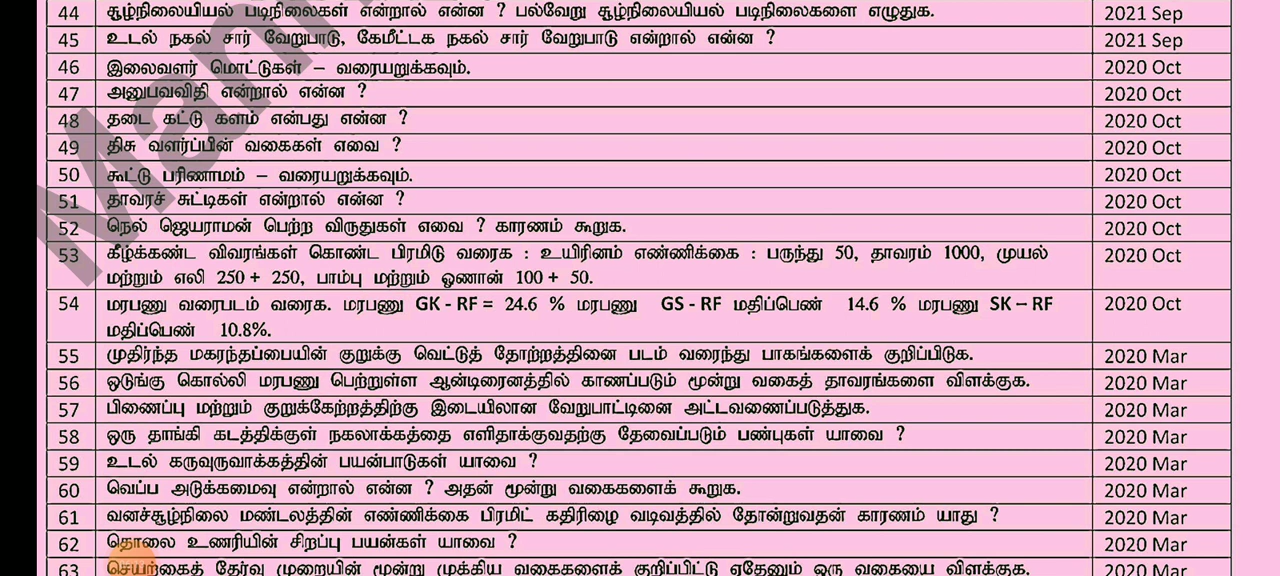 44 சூழ்நிலையியல் படிநிலைகள் என்றால் என்ன ? பல்வேறு சூழ்நிலையியல் படிநிலைகளை எழுதுக. 2021 Sep
45 உடல் நகல் சார் வேறுபாடு, கேமீட்டக நகல் சார் வேறுபாடு என்றால் என்ன ? 2021 Sep
46 இலைவளர் மொட்டுகள் – வரையறுக்கவும். 2020 Oct
47 அனுபவவிதி என்றால் என்ன ? 2020 Oct
48 தடை கட்டு களம் என்பது என்ன ? 2020 Oct
49 திசு வளர்ப்பின் வகைகள் எவை ? 2020 Oct
50 கூட்டு பரிணாமம் – வரையறுக்கவும். 2020 Oct
51 தாவரச் சுட்டிகள் என்றால் என்ன ? 2020 Oct
52 நெல் ஜெயராமன் பெற்ற விருதுகள் எவை ? காரணம் கூறுக. 2020 Oct
53 கீழ்க்கண்ட விவரங்கள் கொண்ட பிரமிடு வரைக : உயிரினம் எண்ணிக்கை : பருந்து 50, தாவரம் 1000, முயல் 2020 Oct
மற்றும் எலி 250 + 250, பாம்பு மற்றும் ஓணான் 100 + 50.
54 மரபணு வரைபடம் வரைக. மரபணு GK - RF = 24.6 % மரபணு GS - RF மதிப்பெண் 14.6 % மரபணு SK – RF 2020 Oct
மதிப்பெண் 10.8%.
55 முதிர்ந்த மகரந்தப்பையின் குறுக்கு வெட்டுத் தோற்றத்தினை படம் வரைந்து பாகங்களைக் குறிப்பிடுக. 2020 Mar
56 ஒடுங்கு கொல்லி மரபணு பெற்றுள்ள ஆன்டிரைனத்தில் காணப்படும் மூன்று வகைத் தாவரங்களை விளக்குக. 2020 Mar
57 பிணைப்பு மற்றும் குறுக்கேற்றத்திற்கு இடையிலான வேறுபாட்டினை அட்டவணைப்படுத்துக. 2020 Mar
58 ஒரு தாங்கி கடத்திக்குள் நகலாக்கத்தை எளிதாக்குவதற்கு தேவைப்படும் பண்புகள் யாவை ? 2020 Mar
59 உடல் கருவுருவாக்கத்தின் பயன்பாடுகள் யாவை ? 2020 Mar
60 வெப்ப அடுக்கமைவு என்றால் என்ன ? அதன் மூன்று வகைகளைக் கூறுக. 2020 Mar
61 வனச்சூழ்நிலை மண்டலத்தின் எண்ணிக்கை பிரமிட் கதிரிழை வடிவத்தில் தோன்றுவதன் காரணம் யாது ? 2020 Mar
62 தொலை உணரியின் சிறப்பு பயன்கள் யாவை ? 2020 Mar
63 செயற்கைத் தேர்வு முறையின் மூன்று முக்கிய வகைகளைக் குறிப்பிட்டு ஏதேனும் ஒரு வகையை விளக்குக. 2020 Mar